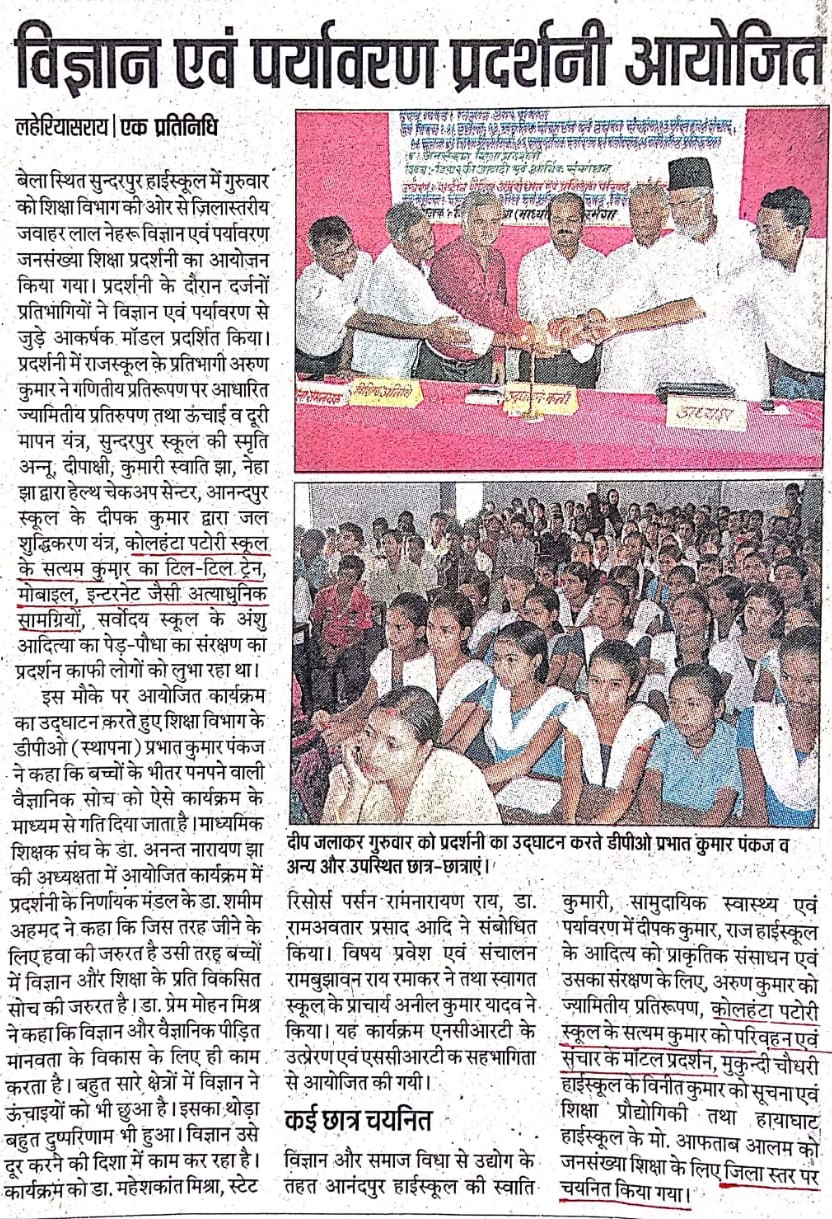 विज्ञान एवं पर्यावरण प्रदर्शनी आयोजित
लहेरियासराय | एक प्रतिनिधि
बेला स्थित सुन्दरपुर हाईस्कूल में गुरुवार
को शिक्षा विभाग की ओर से ज़िलास्तरीय
जवाहर लाल नेहरू विज्ञान एवं पर्यावरण
जनसंख्या शिक्षा प्रदर्शनी का आयोजन
किया गया। प्रदर्शनी के दौरान दर्जनों
प्रतिभागियों ने विज्ञान एवं पर्यावरण से
जुड़े आकर्षक मॉडल प्रदर्शित किया।
प्रदर्शनी में राजस्कूल के प्रतिभागी अरुण
कुमार ने गणितीय प्रतिरूपण पर आधारित
ज्यामितीय प्रतिरुपण तथा ऊंचाई व दूरी
मापन यंत्र, सुन्दरपुर स्कूल की स्मृति
अन्नू, दीपाक्षी, कुमारी स्वाति झा, नेहा
झा द्वारा हेल्थ चेकअप सेन्टर, आनन्दपुर
स्कूल के दीपक कुमार द्वारा जल
शुद्धिकरण यंत्र, कोलहंटा पटोरी स्कूल
के सत्यम कुमार का टिल-टिल ट्रेन,
मोबाइल, इन्टरनेट जैसी अत्याधुनिक
सामग्रियों, सर्वोदय स्कूल के अंशु
आदित्या का पेड़-पौधा का संरक्षण का
प्रदर्शन काफी लोगों को लुभा रहा था।
इस मौके पर आयोजित कार्यक्रम
का उद्घाटन करते हुए शिक्षा विभाग के
डीपीओ (स्थापना) प्रभात कुमार पंकज
ने कहा कि बच्चों के भीतर पनपने वाली
वैज्ञानिक सोच को ऐसे कार्यक्रम के
माध्यम से गति दिया जाता है। माध्यमिक
शिक्षक संघ के डा. अनन्त नारायण झा
की अध्यक्षता में आयोजित कार्यक्रम में
प्रदर्शनी के निर्णायक मंडल के डा. शमीम
अहमद ने कहा कि जिस तरह जीने के
लिए हवा की जरुरत है उसी तरह बच्चों
में विज्ञान और शिक्षा के प्रति विकसित
सोच की जरुरत है। डा. प्रेम मोहन मिश्र
ने कहा कि विज्ञान और वैज्ञानिक पीड़ित
मानवता के विकास के लिए ही काम
करता है। बहुत सारे क्षेत्रों में विज्ञान ने
ऊंचाइयों को भी छुआ है। इसका थोड़ा
बहुत दुष्परिणाम भी हुआ। विज्ञान उसे
दूर करने की दिशा में काम कर रहा है।
कार्यक्रम को डा. महेशकांत मिश्रा, स्टेट
विशिष्ट अतिथि
उद्घाटन कर्त्ता
अध्यक्ष
दीप जलाकर गुरुवार को प्रदर्शनी का उद्घाटन करते डीपीओ प्रभात कुमार पंकज व
अन्य और उपस्थित छात्र-छात्राएं।
रिसोर्स पर्सन रामनारायण राय, डा.
रामअवतार प्रसाद आदि ने संबोधित
किया। विषय प्रवेश एवं संचालन
रामबुझावन राय रमाकर ने तथा स्वागत
स्कूल के प्राचार्य अनील कुमार यादव ने
किया। यह कार्यक्रम एनसीआरटी के
उत्प्रेरण एवं एससीआरटी क सहभागिता
से आयोजित की गयी।
कई छात्र चयनित
विज्ञान और समाज विधा से उद्योग के
तहत आनंदपुर हाईस्कूल की स्वाति
कुमारी, सामुदायिक स्वास्थ्य एवं
पर्यावरण में दीपक कुमार, राज हाईस्कूल
के आदित्य को प्राकृतिक संसाधन एवं
उसका संरक्षण के लिए, अरुण कुमार को
ज्यामितीय प्रतिरूपण, कोलहंटा पटोरी
स्कूल के सत्यम कुमार को परिवहन एवं
संचार के मॉटल प्रदर्शन, मुकुन्दी चौधरी
हाईस्कूल के विनीत कुमार को सूचना एवं
शिक्षा प्रौद्योगिकी तथा हायाघाट
हाईस्कूल के मो. आफताब आलम को
जनसंख्या शिक्षा के लिए जिला स्तर पर
चयनित किया गया।